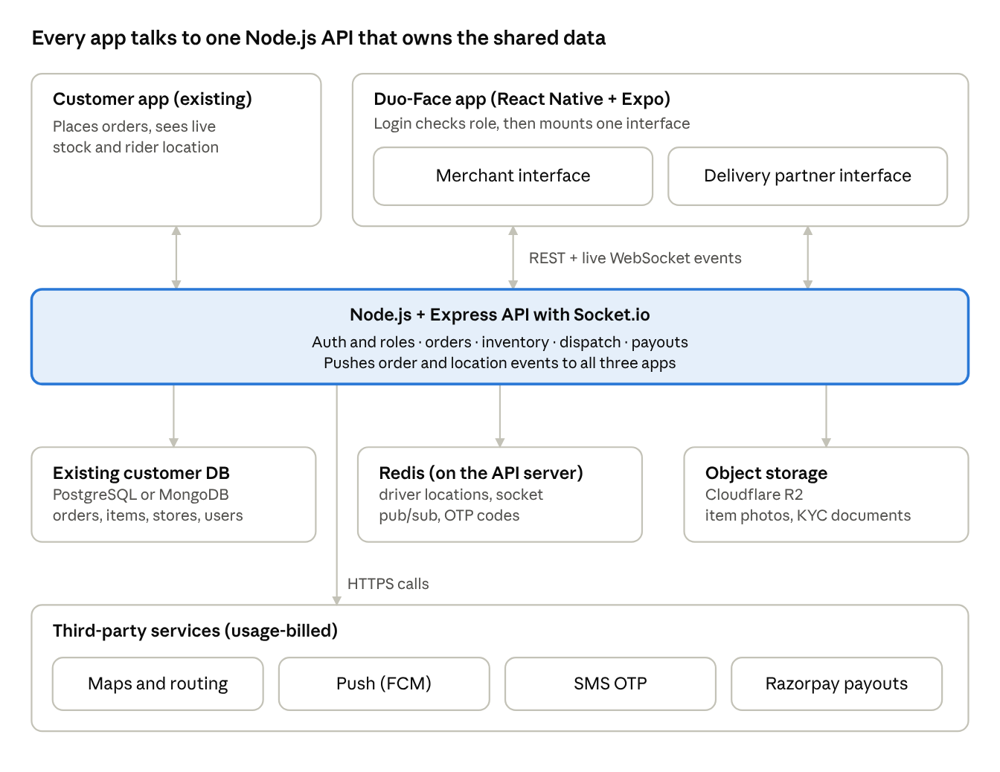 Every app talks to one Node.js API that owns the shared data
Customer app (existing)
Places orders, sees live
stock and rider location
Duo-Face app (React Native + Expo)
Login checks role, then mounts one interface
Merchant interface
Delivery partner interface
REST + live WebSocket events
Node.js + Express API with Socket.io
Auth and roles · orders · inventory · dispatch · payouts
Pushes order and location events to all three apps
Existing customer DB
PostgreSQL or MongoDB
orders, items, stores, users
Redis (on the API server)
driver locations, socket
pub/sub, OTP codes
Object storage
Cloudflare R2
item photos, KYC documents
HTTPS calls
Third-party services (usage-billed)
Maps and routing
Push (FCM)
SMS OTP
Razorpay payouts